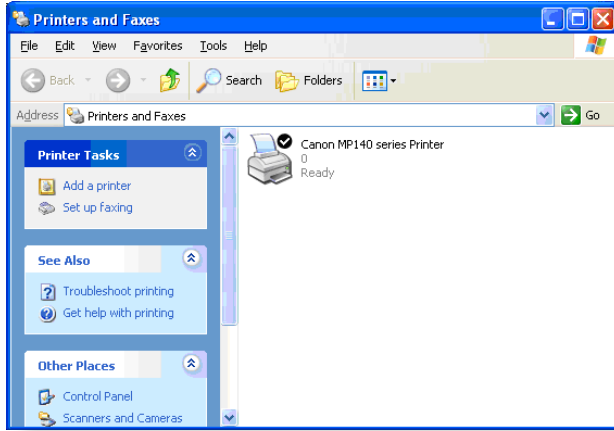 Printers and Faxes
File Edit View Favorites Tools Help
Back Search Folders
Address Printers and Faxes Go
Printer Tasks
Add a printer
Set up faxing
See Also
Troubleshoot printing
Get help with printing
Other Places
Control Panel
Scanners and Cameras
Canon MP140 series Printer
0
Ready